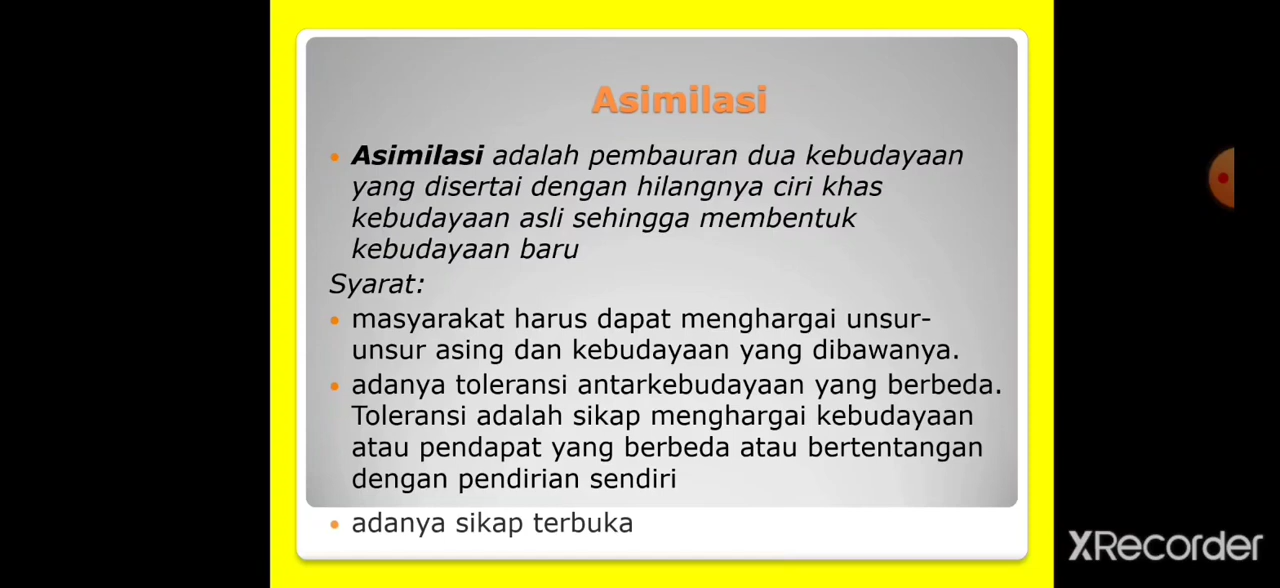 Asimilasi
• Asimilasi adalah pembauran dua kebudayaan
yang disertai dengan hilangnya ciri khas
kebudayaan asli sehingga membentuk
kebudayaan baru
Syarat:
• masyarakat harus dapat menghargai unsur-
unsur asing dan kebudayaan yang dibawanya.
• adanya toleransi antarkebudayaan yang berbeda.
Toleransi adalah sikap menghargai kebudayaan
atau pendapat yang berbeda atau bertentangan
dengan pendirian sendiri
• adanya sikap terbuka
XRecorder